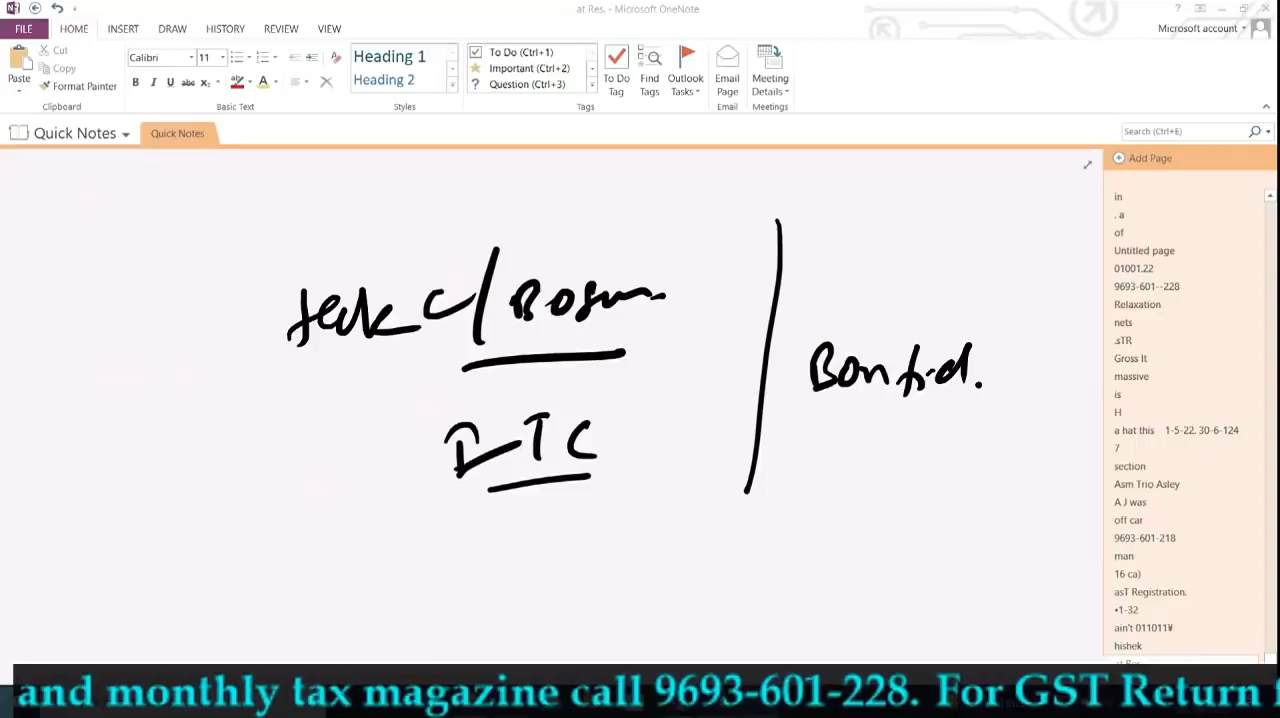 at Res. - Microsoft OneNote
FILE HOME INSERT DRAW HISTORY REVIEW VIEW
Microsoft account
Paste
Cut
Copy
Format Painter
Clipboard
Calibri 11
B I U abc X₂ A
Basic Text
Heading 1
Heading 2
Styles
To Do (Ctrl+1)
Important (Ctrl+2)
Question (Ctrl+3)
Tags
To Do Tag
Find Tags
Outlook Tasks
Email Page
Email
Meeting Details
Meetings
Quick Notes
Quick Notes
Search (Ctrl+E)
Add Page
in
. a
of
Untitled page
01001.22
9693-601--228
Relaxation
nets
.sTR
Gross It
massive
is
H
a hat this 1-5-22. 30-6-124
7
section
Asm Trio Asley
A J was
off car
9693-601-218
man
16 ca)
asT Registration.
•1-32
ain't 011011¥
hishek
at Res.
C/
ITC
and monthly tax magazine call 9693-601-228. For GST Return